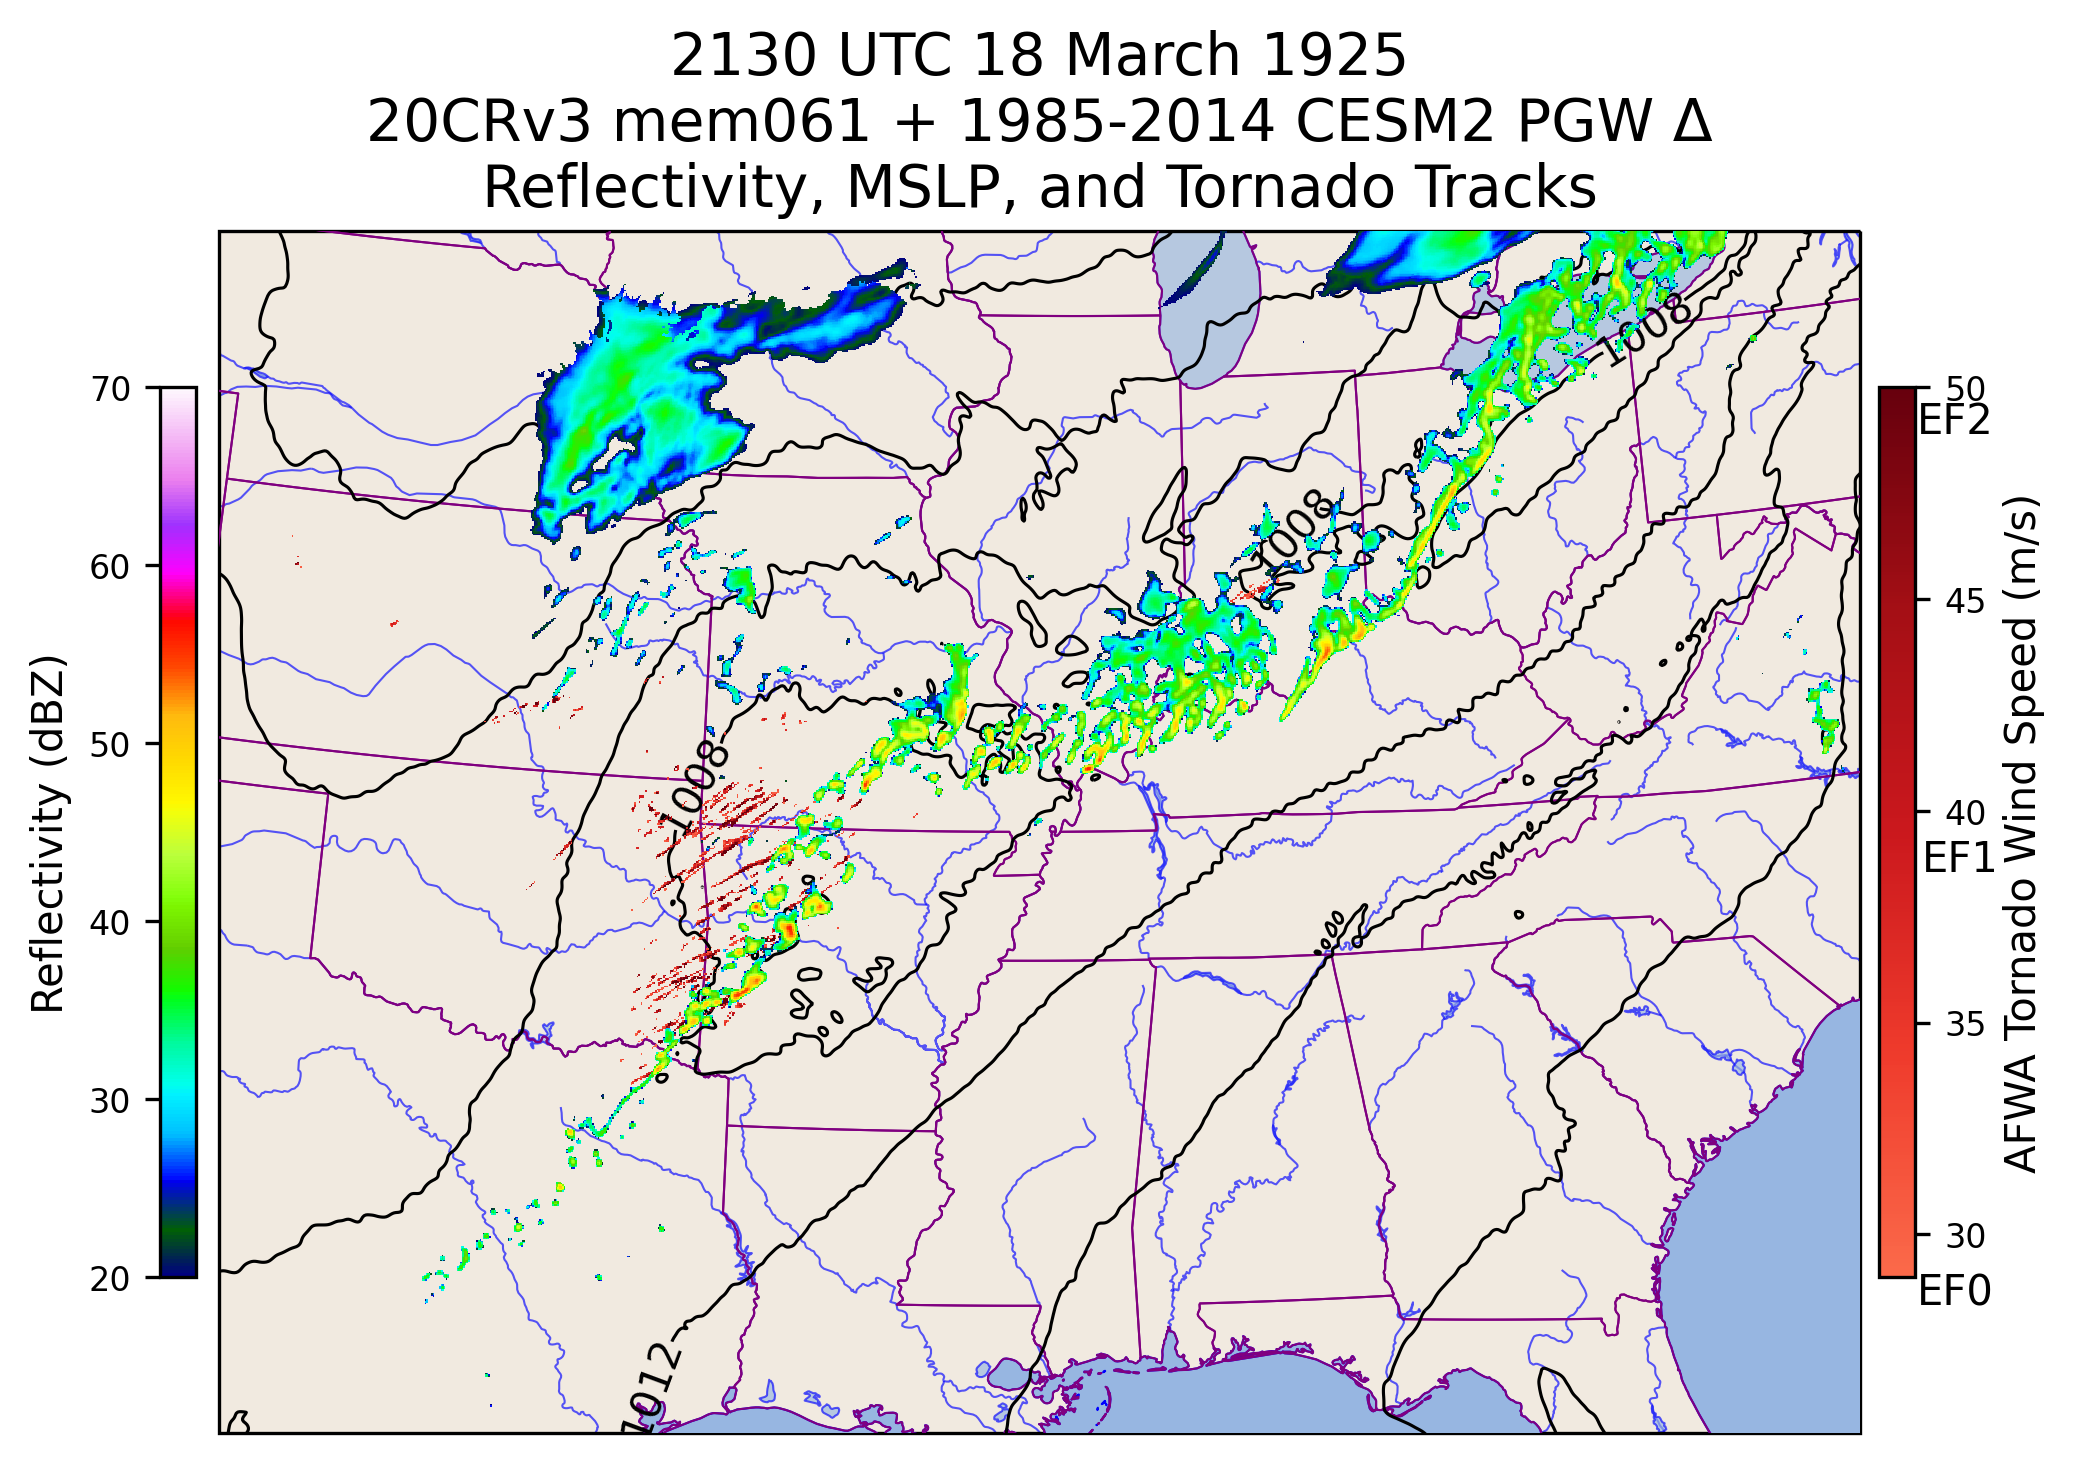 2130 UTC 18 March 1925
20CRv3 mem061 + 1985-2014 CESM2 PGW Δ
Reflectivity, MSLP, and Tornado Tracks
70
60
50
40
30
20
Reflectivity (dBZ)
1008
1008
1008
1012
50
EF2
45
40
EF1
35
30
EF0
AFWA Tornado Wind Speed (m/s)